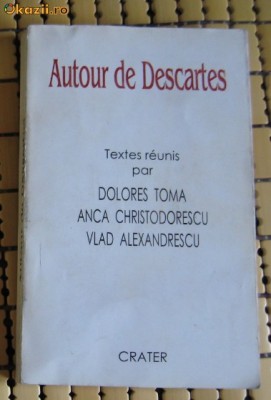 Okazii.ro
Autour de Descartes
Textes réunis
par
DOLORES TOMA
ANCA CHRISTODORESCU
VLAD ALEXANDRESCU
CRATER